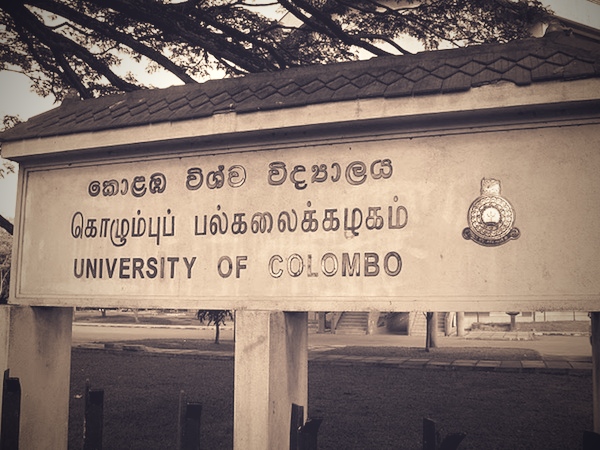 කොළඹ විශ්ව විද්‍යාලය
கொழும்புப் பல்கலைக்கழகம்
UNIVERSITY OF COLOMBO